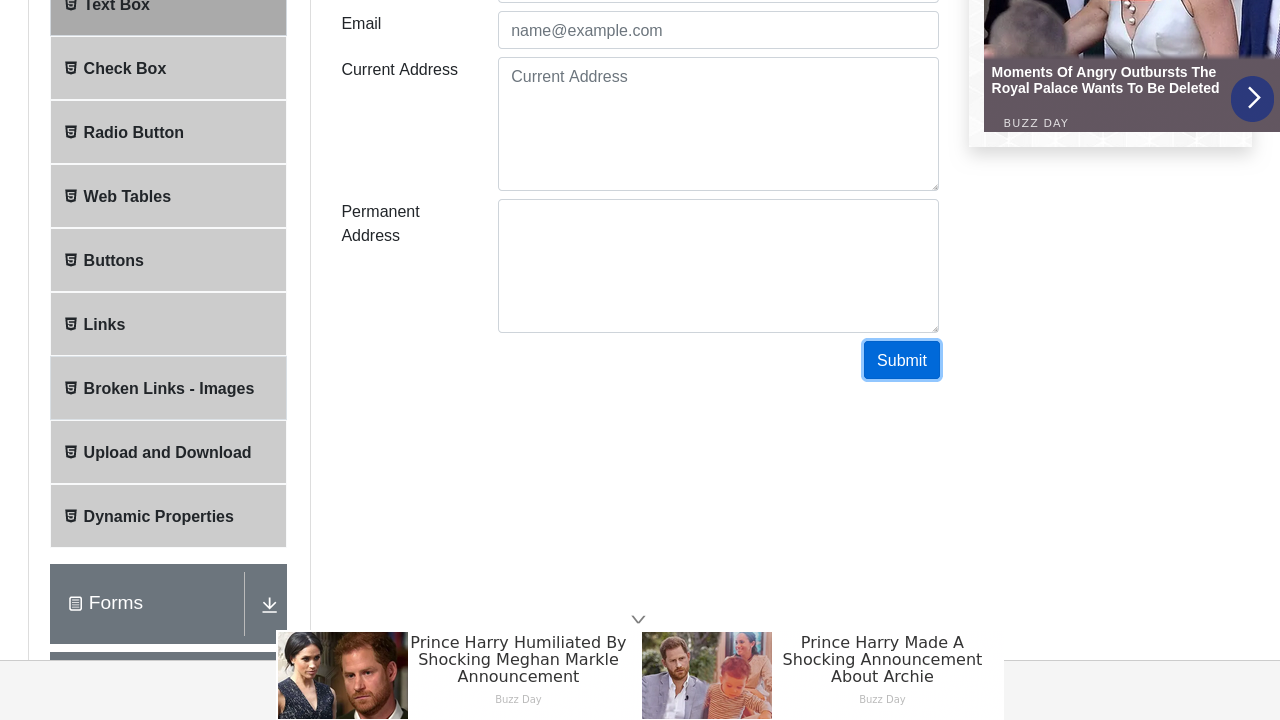 Text Box
Check Box
Radio Button
Web Tables
Buttons
Links
Broken Links - Images
Upload and Download
Dynamic Properties
Forms
Email
name@example.com
Current Address
Current Address
Permanent
Address
Submit
Moments Of Angry Outbursts The
Royal Palace Wants To Be Deleted
BUZZ DAY
Prince Harry Humiliated By
Shocking Meghan Markle
Announcement
Buzz Day
Prince Harry Made A
Shocking Announcement
About Archie
Buzz Day